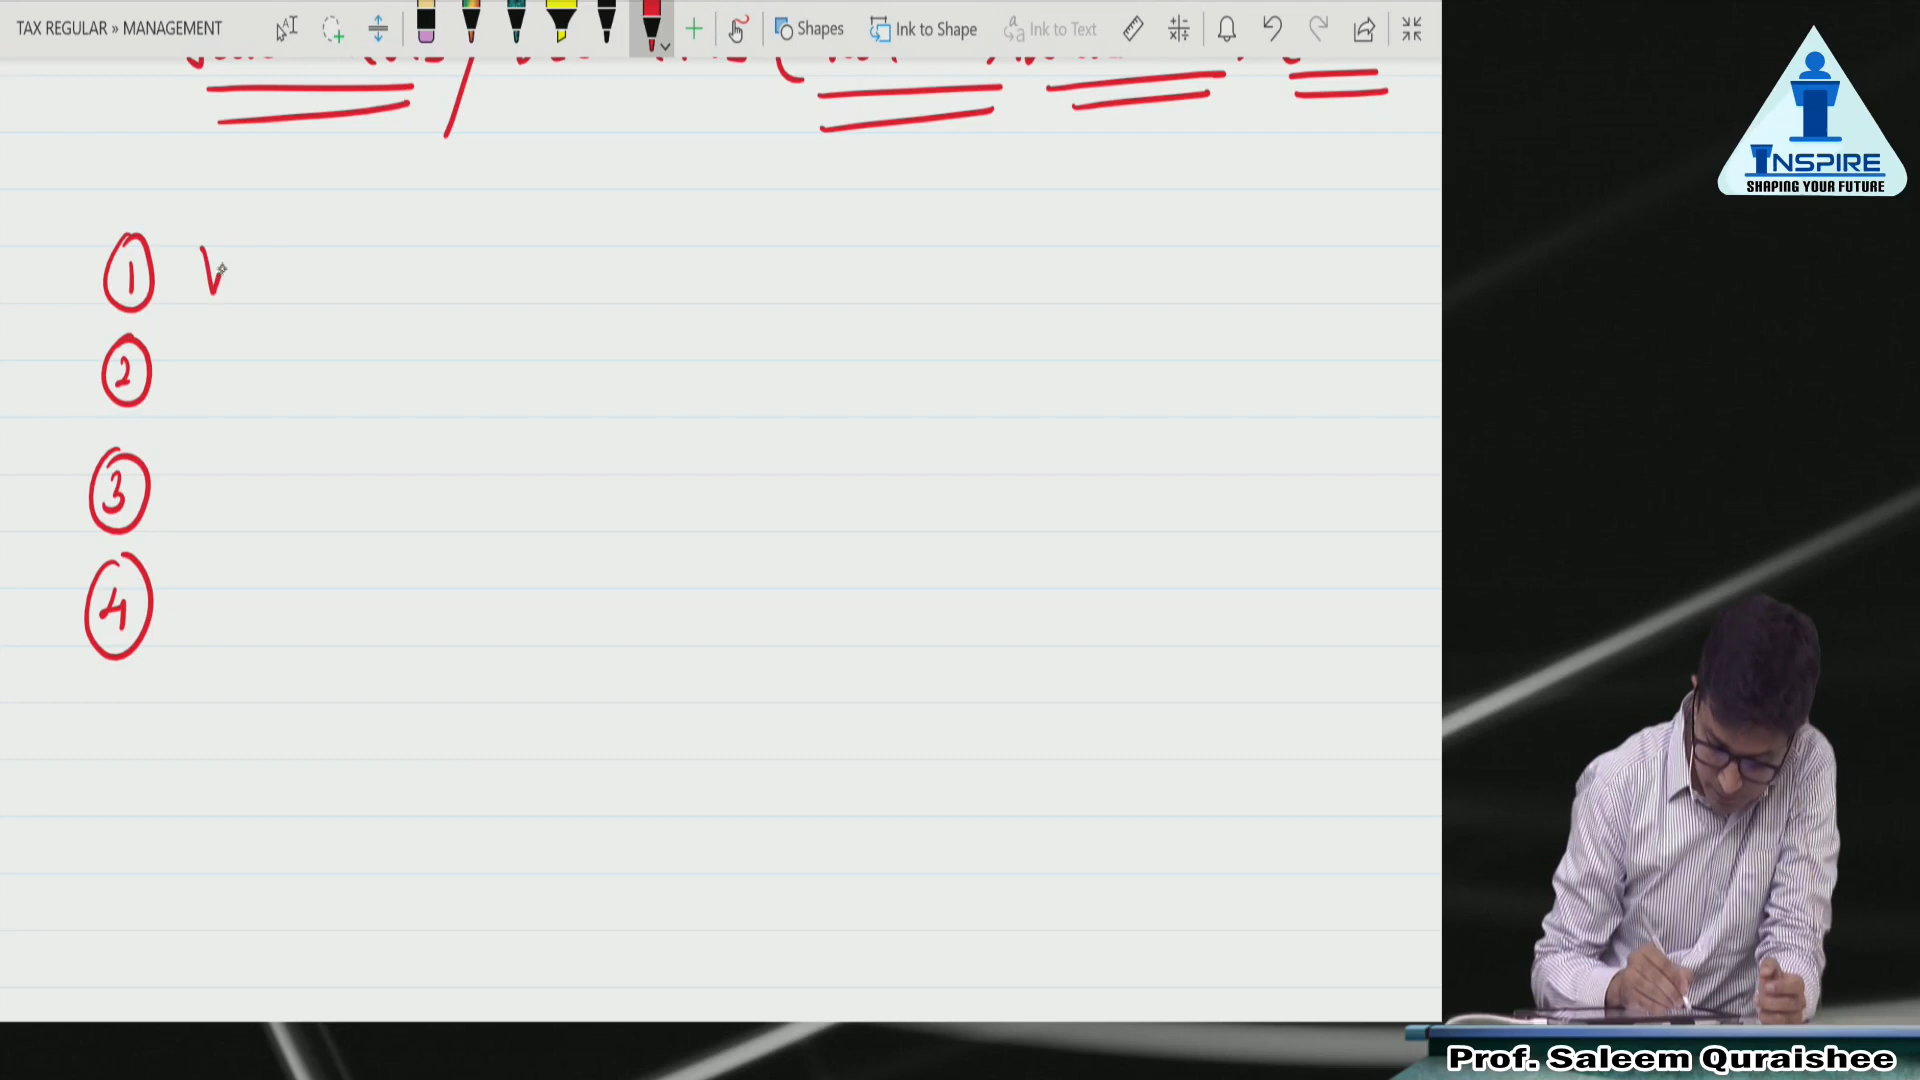 TAX REGULAR » MANAGEMENT Shapes Ink to Shape Ink to Text
INSPIRE
SHAPING YOUR FUTURE
1 V
2
3
4
Prof. Saleem Quraishee